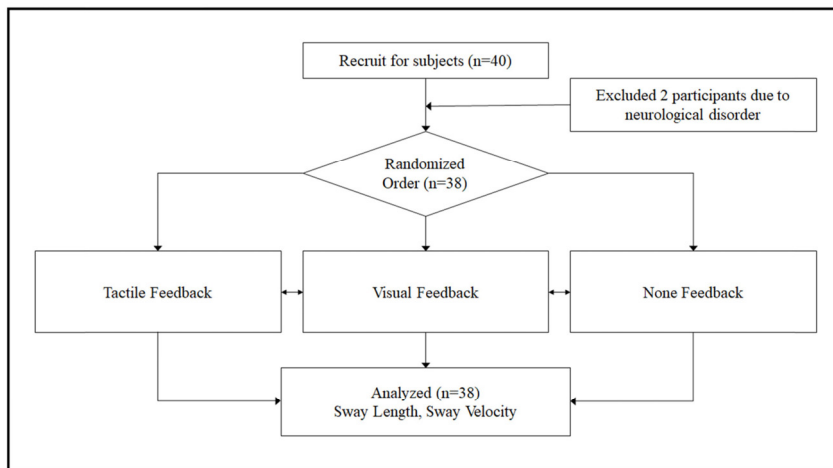 Recruit for subjects (n=40)
Excluded 2 participants due to
neurological disorder
Randomized
Order (n=38)
Tactile Feedback
Visual Feedback
None Feedback
Analyzed (n=38)
Sway Length, Sway Velocity